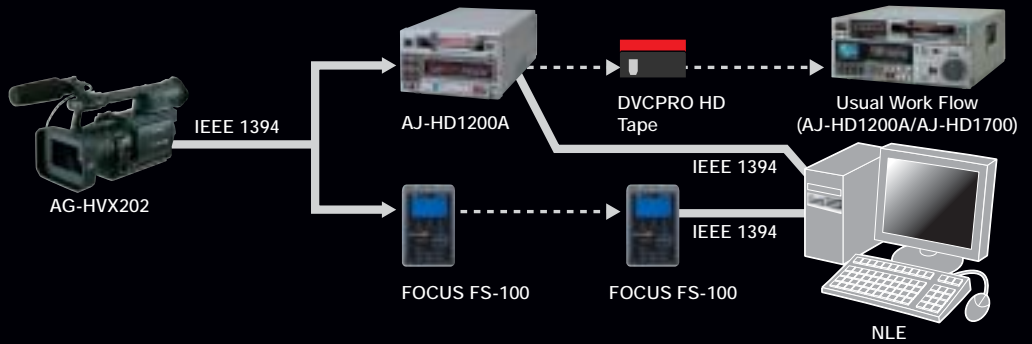 IEEE 1394
AG-HVX202
AJ-HD1200A
DVCPRO HD
Tape
Usual Work Flow
(AJ-HD1200A/AJ-HD1700)
IEEE 1394
IEEE 1394
FOCUS FS-100
FOCUS FS-100
NLE